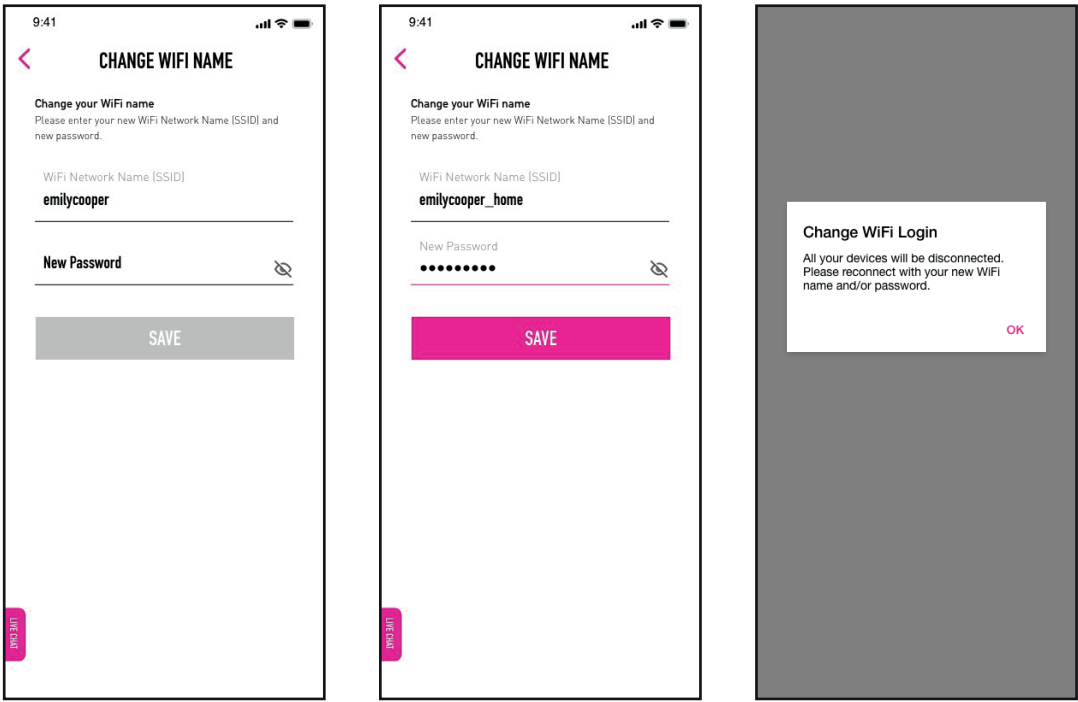 9:41
CHANGE WIFI NAME
Change your WiFi name
Please enter your new WiFi Network Name (SSID) and
new password.
WiFi Network Name (SSID)
emilycooper
New Password
SAVE
LIVE CHAT
9:41
CHANGE WIFI NAME
Change your WiFi name
Please enter your new WiFi Network Name (SSID) and
new password.
WiFi Network Name (SSID)
emilycooper_home
New Password
•••••••••
SAVE
LIVE CHAT
Change WiFi Login
All your devices will be disconnected.
Please reconnect with your new WiFi
name and/or password.
OK